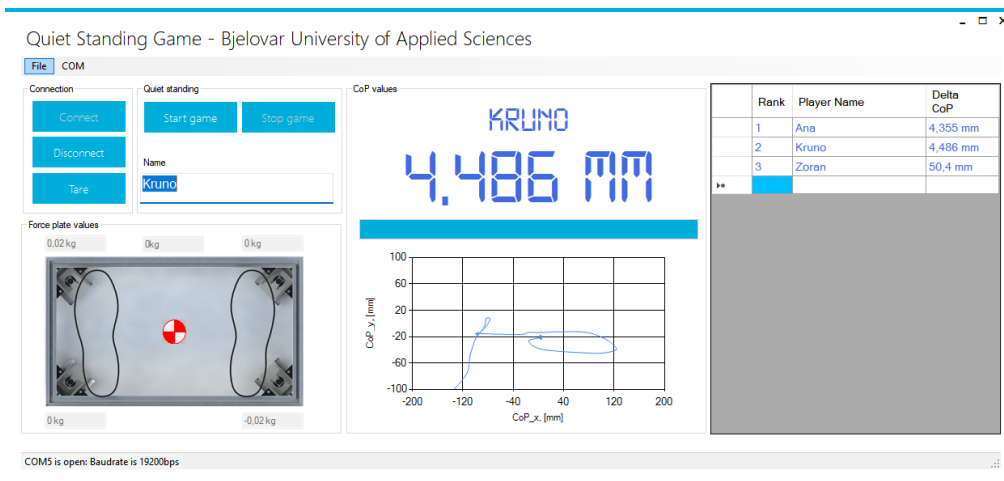 Quiet Standing Game - Bjelovar University of Applied Sciences
File COM
Connection
Connect
Disconnect
Tare
Quiet standing
Start game Stop game
Name
Kruno
Force plate values
0,02 kg 0kg 0 kg
0 kg -0,02 kg
CoP values
KRUNO
4,486 MM
CoP_y, [mm]
100
60
20
-20
-60
-100
-200 -120 -40 40 120 200
CoP_x, [mm]
Rank Player Name Delta CoP
1 Ana 4,355 mm
2 Kruno 4,486 mm
3 Zoran 50,4 mm
COM5 is open: Baudrate is 19200bps